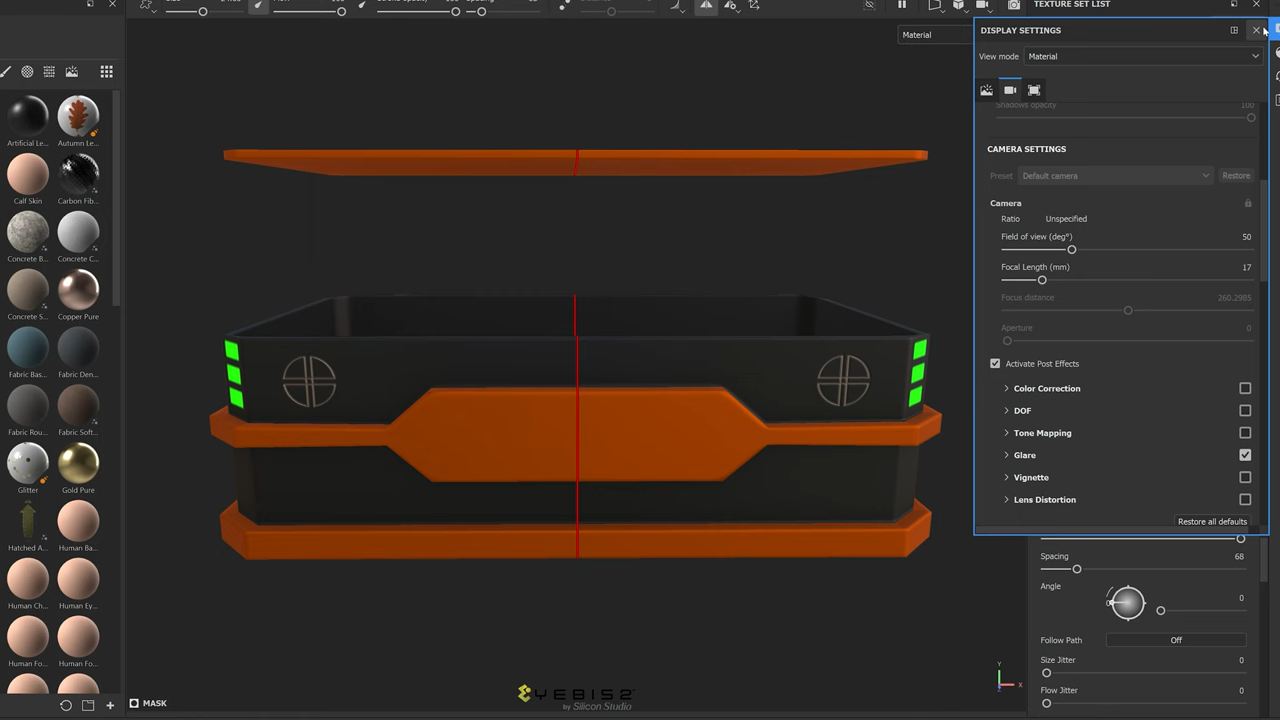 TEXTURE SET LIST
Material
DISPLAY SETTINGS
View mode
Material
Shadows opacity
100
CAMERA SETTINGS
Preset
Default camera
Restore
Camera
Ratio
Unspecified
Field of view (deg°)
50
Focal Length (mm)
17
Focus distance
260.2985
Aperture
0
Activate Post Effects
Color Correction
DOF
Tone Mapping
Glare
Vignette
Lens Distortion
Restore all defaults
Spacing
68
Angle
0
0
Follow Path
Off
Size Jitter
0
Flow Jitter
0
Artificial Le...
Autumn Le...
Calf Skin
Carbon Fib...
Concrete B...
Concrete C...
Concrete S...
Copper Pure
Fabric Bas...
Fabric Den...
Fabric Rou...
Fabric Soft...
Glitter
Gold Pure
Hatched A...
Human Ba...
Human Ch...
Human Ey...
Human Fo...
Human Fo...
MASK
YEBIS2
by Silicon Studio
Y
X